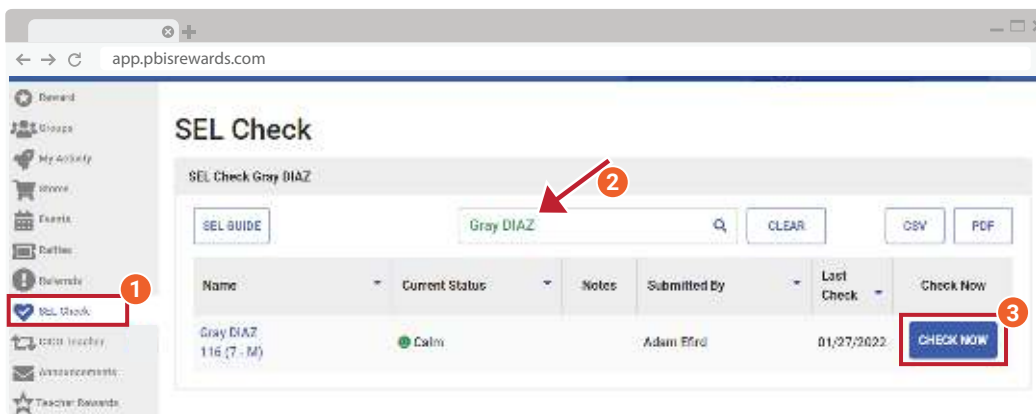 app.pbisrewards.com
Reward
Groups
My Activity
Store
Events
Raffles
Referrals
SEL Check
CICO Teacher
Announcements
Teacher Rewards
1
SEL Check
SEL Check Gray DIAZ
2
SEL GUIDE
Gray DIAZ
CLEAR
CSV
PDF
Name
Current Status
Notes
Submitted By
Last
Check
Check Now
3
Gray DIAZ
116 (7 - M)
Calm
Adam Efird
01/27/2022
CHECK NOW